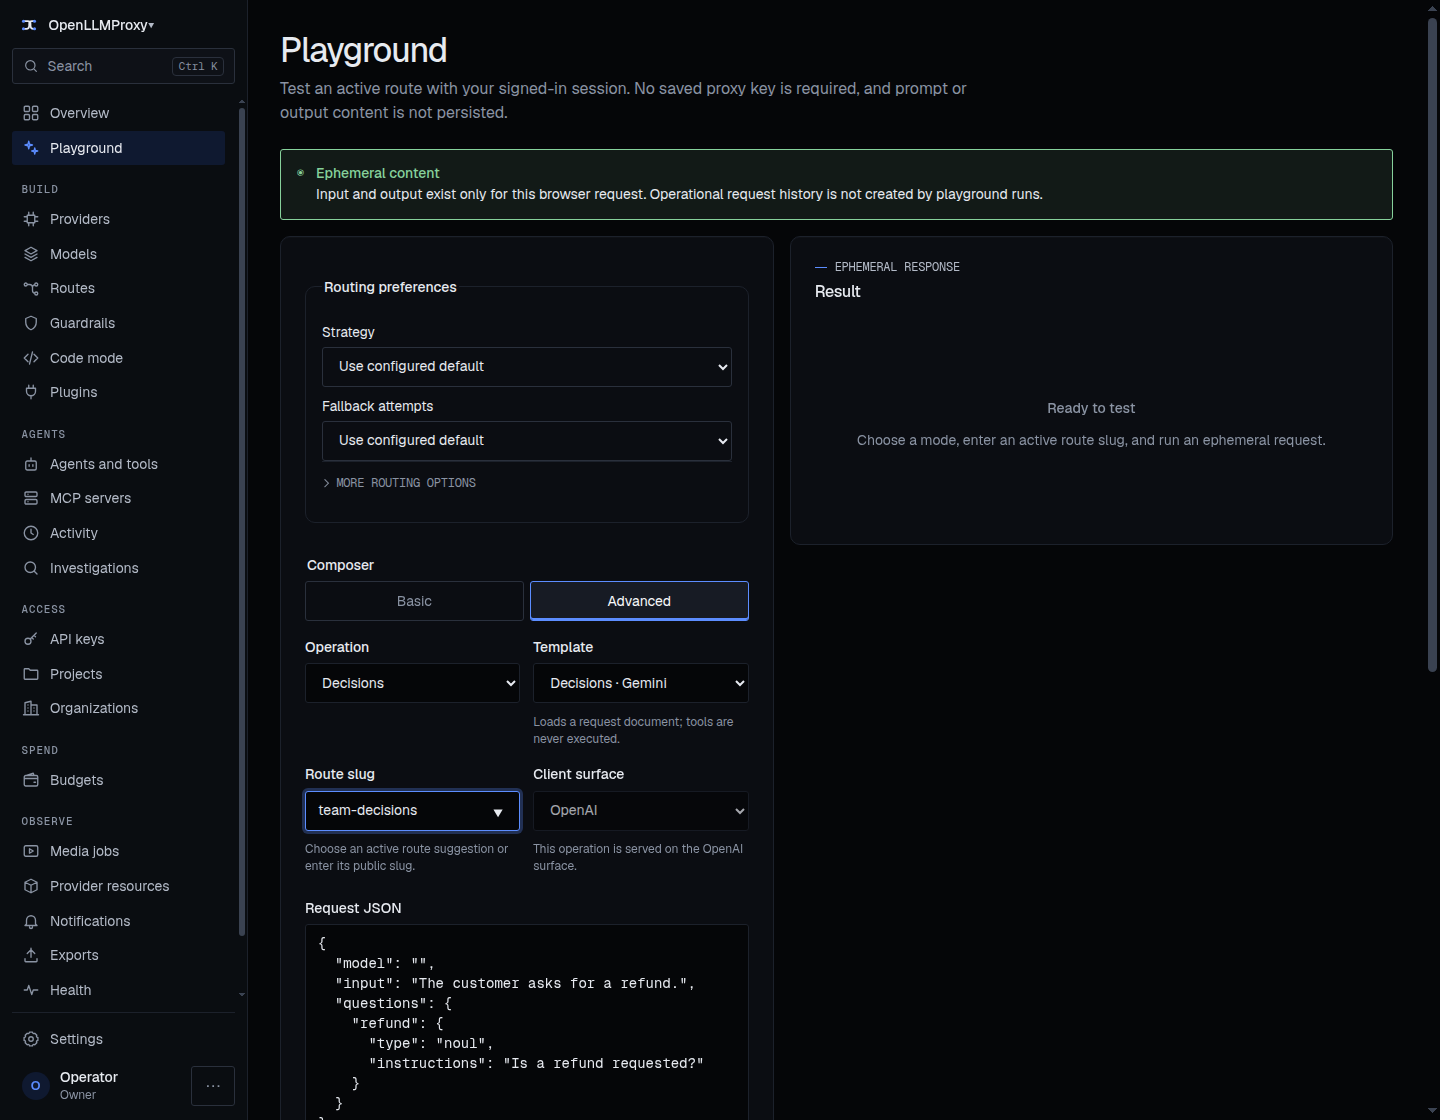 OpenLLMProxy
Search
Ctrl K
Overview
Playground
BUILD
Providers
Models
Routes
Guardrails
Code mode
Plugins
AGENTS
Agents and tools
MCP servers
Activity
Investigations
ACCESS
API keys
Projects
Organizations
SPEND
Budgets
OBSERVE
Media jobs
Provider resources
Notifications
Exports
Health
Settings
O
Operator
Owner
...
Playground
Test an active route with your signed-in session. No saved proxy key is required, and prompt or
output content is not persisted.
Ephemeral content
Input and output exist only for this browser request. Operational request history is not created by playground runs.
Routing preferences
Strategy
Use configured default
Fallback attempts
Use configured default
MORE ROUTING OPTIONS
Composer
Basic
Advanced
Operation
Template
Decisions
Decisions · Gemini
Loads a request document; tools are
never executed.
Route slug
Client surface
team-decisions
OpenAI
Choose an active route suggestion or
enter its public slug.
This operation is served on the OpenAI
surface.
Request JSON
{
"model": "",
"input": "The customer asks for a refund.",
"questions": {
"refund": {
"type": "noul",
"instructions": "Is a refund requested?"
}
}
— EPHEMERAL RESPONSE
Result
Ready to test
Choose a mode, enter an active route slug, and run an ephemeral request.